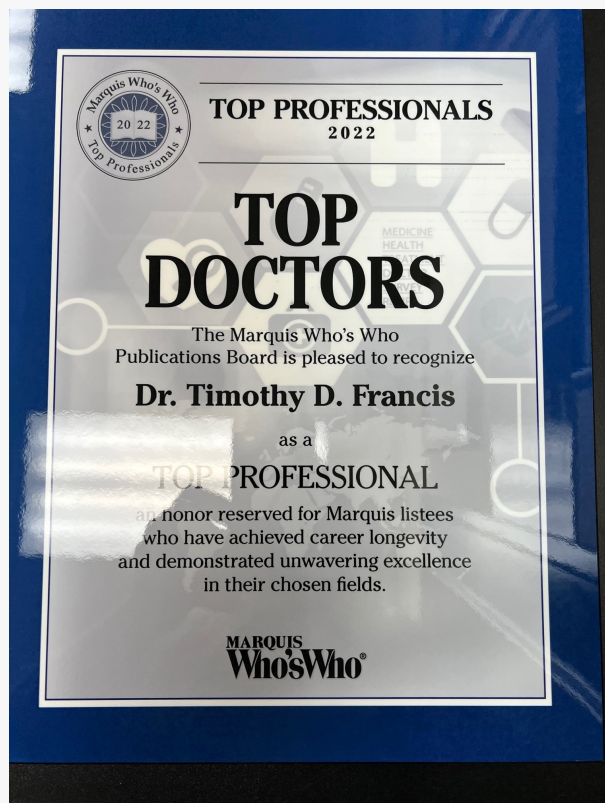 Marquis Who's Who
20 22
Top Professionals
TOP PROFESSIONALS
2022
TOP
DOCTORS
MEDICINE
HEALTH
The Marquis Who's Who
Publications Board is pleased to recognize
Dr. Timothy D. Francis
as a
TOP PROFESSIONAL
an honor reserved for Marquis listees
who have achieved career longevity
and demonstrated unwavering excellence
in their chosen fields.
MARQUIS
Who'sWho®